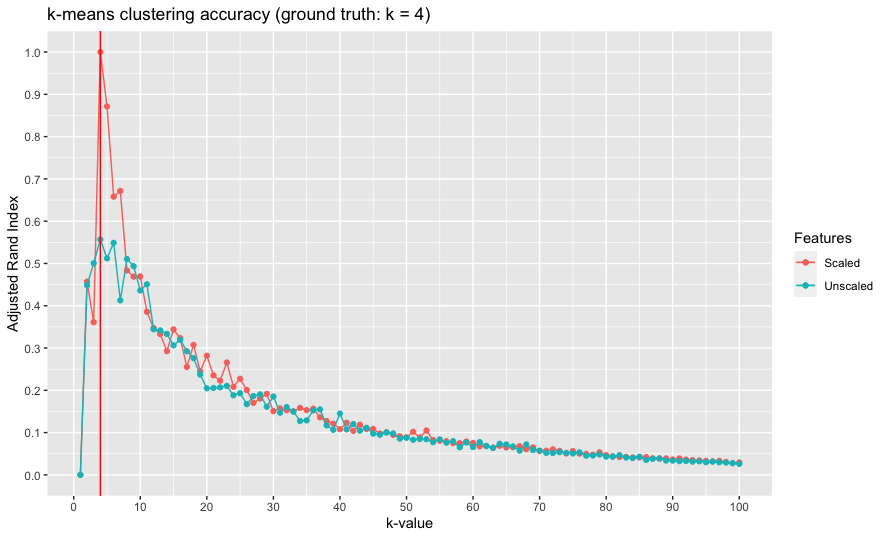 k-means clustering accuracy (ground truth: k = 4)
Adjusted Rand Index
1.0
0.9
0.8
0.7
0.6
0.5
0.4
0.3
0.2
0.1
0.0
0 10 20 30 40 50 60 70 80 90 100
k-value
Features
Scaled
Unscaled